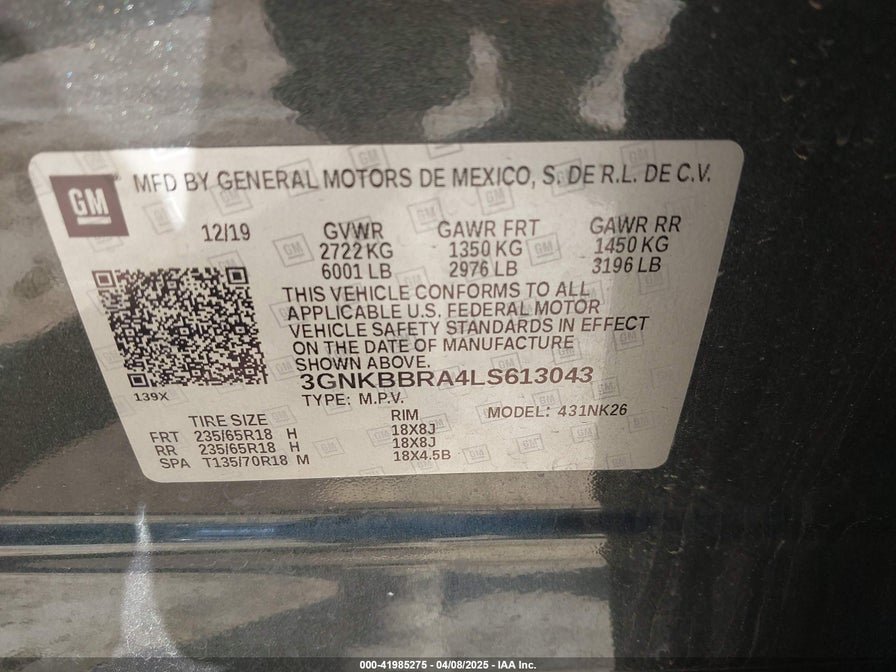 GM
MFD BY GENERAL MOTORS DE MEXICO, S. DE R.L. DE C.V.
12/19 GVWR GAWR FRT GAWR RR
2722 KG 1350 KG 1450 KG
6001 LB 2976 LB 3196 LB
THIS VEHICLE CONFORMS TO ALL
APPLICABLE U.S. FEDERAL MOTOR
VEHICLE SAFETY STANDARDS IN EFFECT
ON THE DATE OF MANUFACTURE
SHOWN ABOVE.
3GNKBBRA4LS613043
139X
TYPE: M.P.V. MODEL: 431NK26
TIRE SIZE RIM
FRT 235/65R18 H 18X8J
RR 235/65R18 H 18X8J
SPA T135/70R18 M 18X4.5B
000-41985275 - 04/08/2025 - IAA Inc.